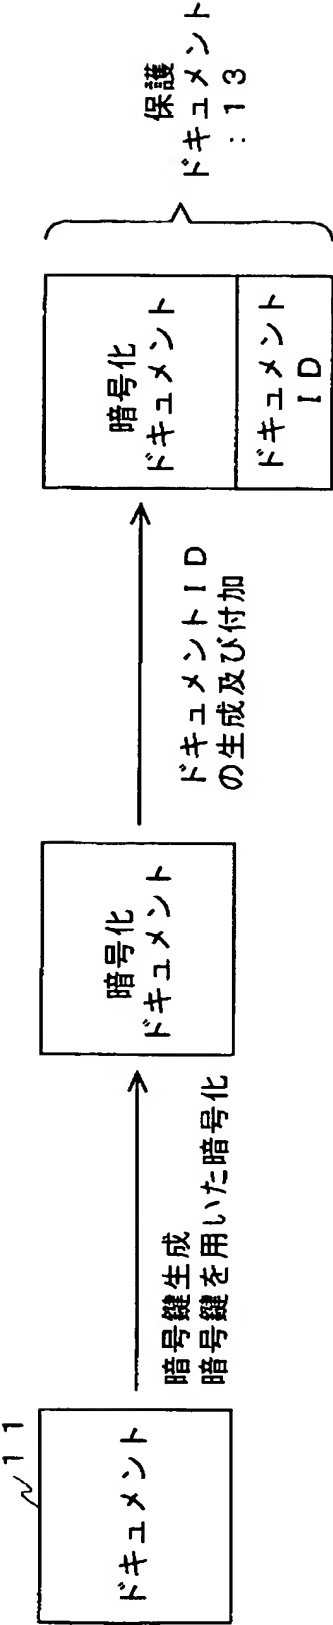 １１
ドキュメント
暗号鍵生成
暗号鍵を用いた暗号化
暗号化
ドキュメント
ドキュメントＩＤ
の生成及び付加
暗号化
ドキュメント
ドキュメント
ＩＤ
保護
ドキュメント
：１３